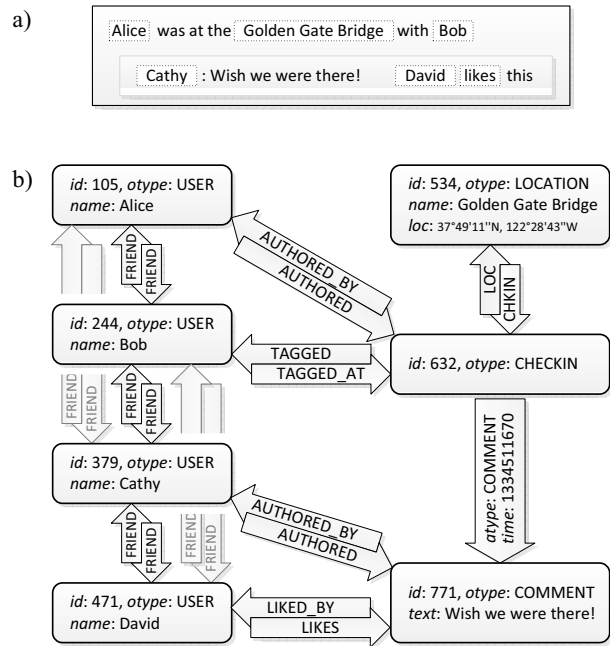 a)
Alice was at the Golden Gate Bridge with Bob
Cathy : Wish we were there! David likes this
b)
id: 105, otype: USER
name: Alice
id: 534, otype: LOCATION
name: Golden Gate Bridge
loc: 37°49'11"N, 122°28'43"W
FRIEND
FRIEND
AUTHORED_BY
AUTHORED
LOC
CHKIN
id: 244, otype: USER
name: Bob
TAGGED
TAGGED_AT
id: 632, otype: CHECKIN
FRIEND
FRIEND
FRIEND
FRIEND
atype: COMMENT
time: 1334511670
id: 379, otype: USER
name: Cathy
AUTHORED_BY
AUTHORED
FRIEND
FRIEND
FRIEND
FRIEND
id: 471, otype: USER
name: David
LIKED_BY
LIKES
id: 771, otype: COMMENT
text: Wish we were there!